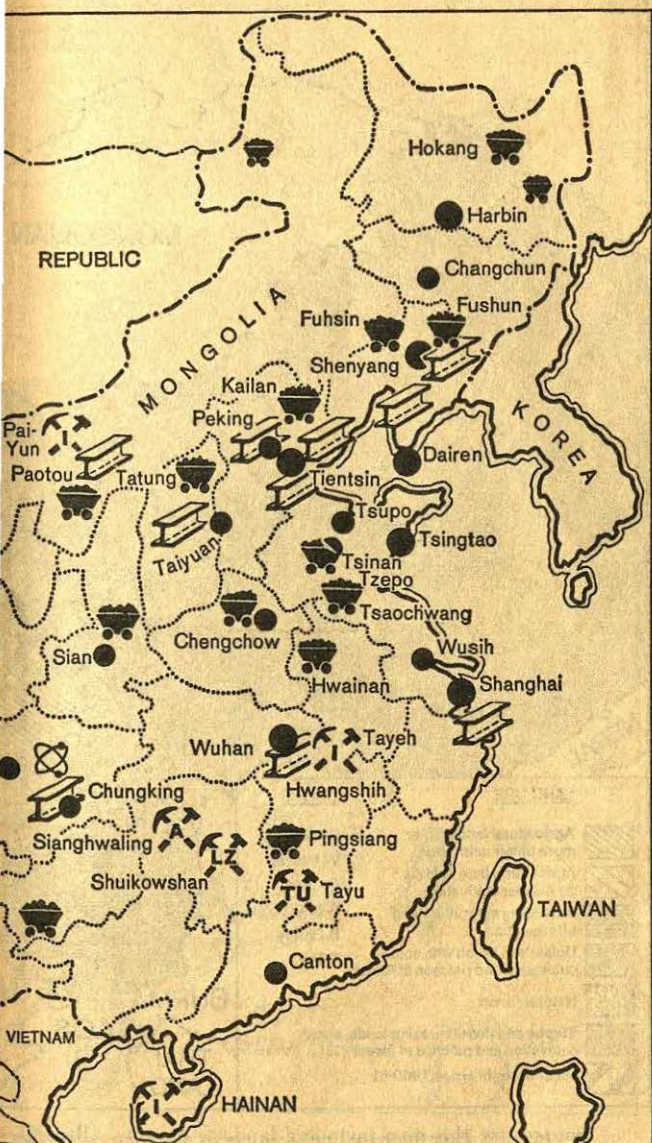 Hokang
Harbin
REPUBLIC
Changchun
MONGOLIA
Fuhsin
Fushun
Shenyang
Kailan
Peking
KOREA
Pai-
Yun
I
Dairen
Paotou
Tatung
Tientsin
Tsupo
Tsingtao
Taiyuan
Tsinan
Tzepo
Tsaochwang
Chengchow
Sian
Wusih
Hwainan
Shanghai
Wuhan
I
Tayeh
Hwangshih
Chungking
Sianghwaling
A
Pingsiang
LZ
Shuikowshan
TU
Tayu
TAIWAN
Canton
VIETNAM
I
HAINAN